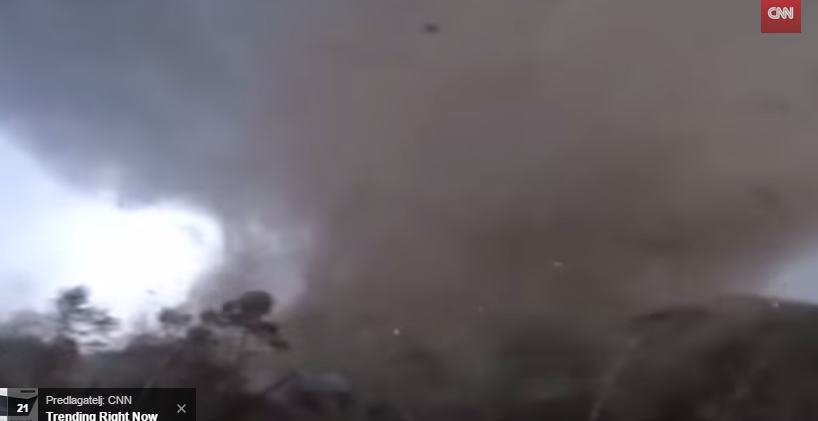 CNN
21
Predlagatelj: CNN
Trending Right Now